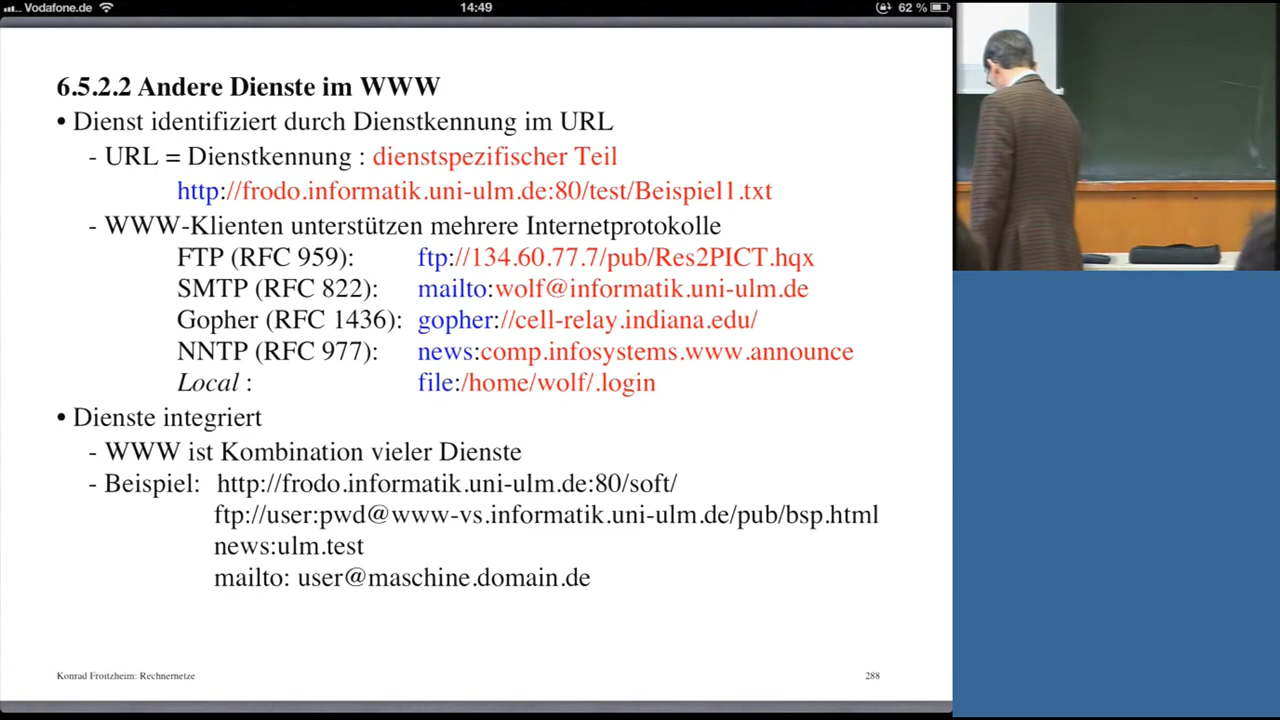 Vodafone.de 14:49 62 %
6.5.2.2 Andere Dienste im WWW
• Dienst identifiziert durch Dienstkennung im URL
- URL = Dienstkennung : dienstspezifischer Teil
http://frodo.informatik.uni-ulm.de:80/test/Beispiel1.txt
- WWW-Klienten unterstützen mehrere Internetprotokolle
FTP (RFC 959): ftp://134.60.77.7/pub/Res2PICT.hqx
SMTP (RFC 822): mailto:wolf@informatik.uni-ulm.de
Gopher (RFC 1436): gopher://cell-relay.indiana.edu/
NNTP (RFC 977): news:comp.infosystems.www.announce
Local : file:/home/wolf/.login
• Dienste integriert
- WWW ist Kombination vieler Dienste
- Beispiel: http://frodo.informatik.uni-ulm.de:80/soft/
ftp://user:pwd@www-vs.informatik.uni-ulm.de/pub/bsp.html
news:ulm.test
mailto: user@maschine.domain.de
Konrad Froitzheim: Rechnernetze 288